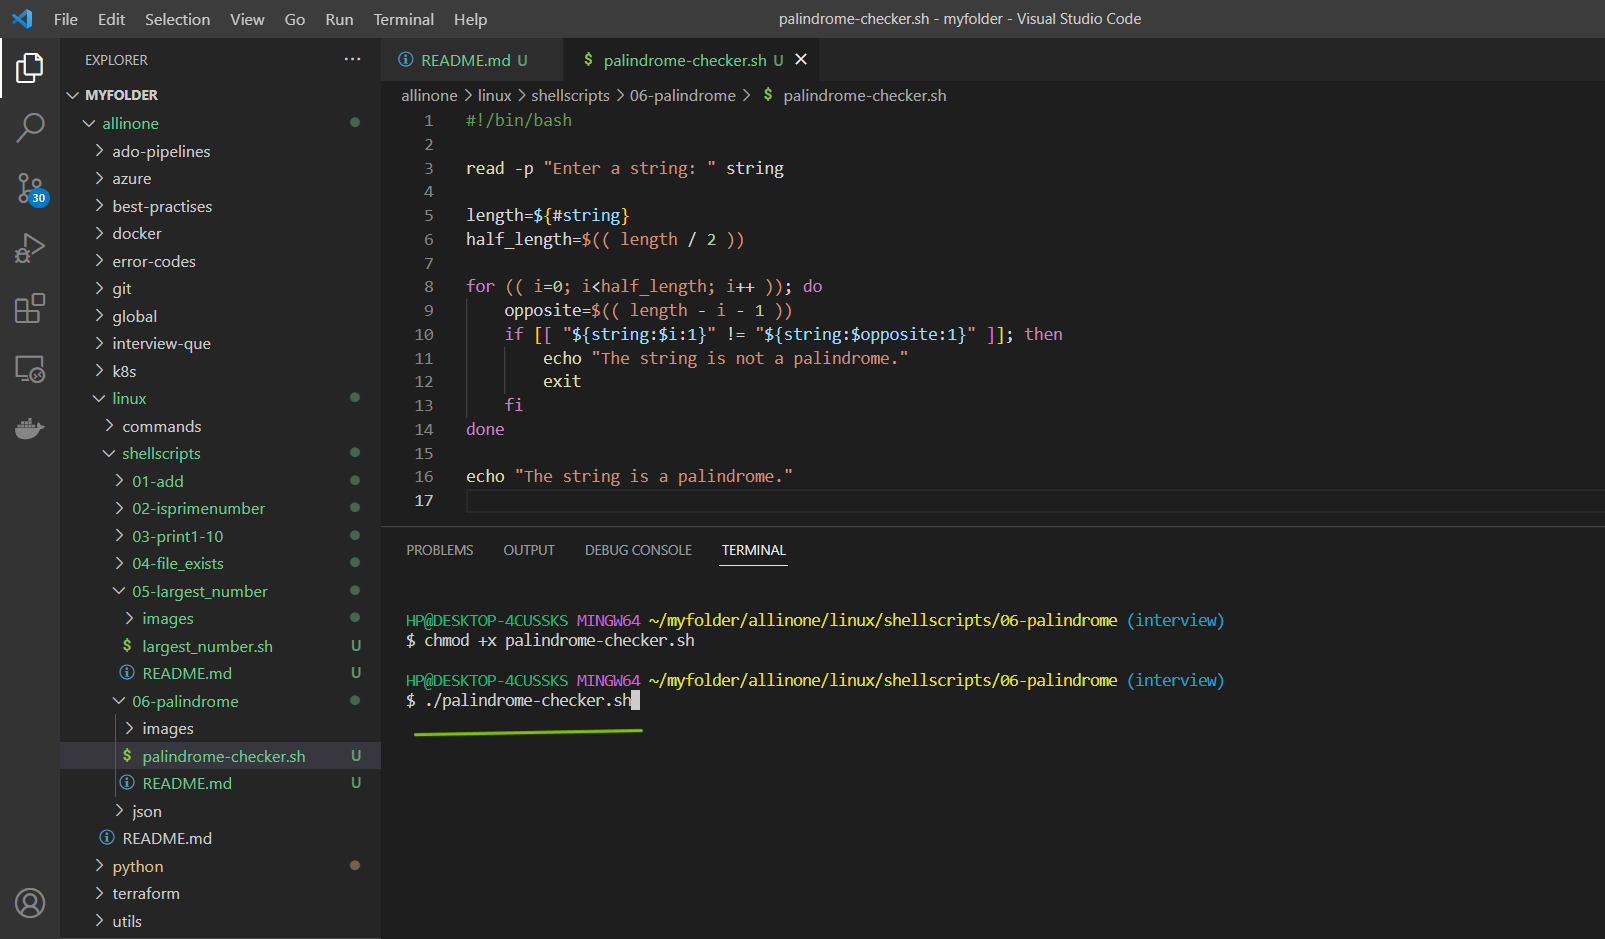 File Edit Selection View Go Run Terminal Help
palindrome-checker.sh - myfolder - Visual Studio Code
30
EXPLORER
MYFOLDER
allinone
ado-pipelines
azure
best-practises
docker
error-codes
git
global
interview-que
k8s
linux
commands
shellscripts
01-add
02-isprimenumber
03-print1-10
04-file_exists
05-largest_number
images
largest_number.sh U
README.md U
06-palindrome
images
palindrome-checker.sh U
README.md U
json
README.md
python
terraform
utils
README.md U
palindrome-checker.sh U
allinone > linux > shellscripts > 06-palindrome > $ palindrome-checker.sh
1 #!/bin/bash
2
3 read -p "Enter a string: " string
4
5 length=${#string}
6 half_length=$(( length / 2 ))
7
8 for (( i=0; i<half_length; i++ )); do
9 opposite=$(( length - i - 1 ))
10 if [[ "${string:$i:1}" != "${string:$opposite:1}" ]]; then
11 echo "The string is not a palindrome."
12 exit
13 fi
14 done
15
16 echo "The string is a palindrome."
17
PROBLEMS OUTPUT DEBUG CONSOLE TERMINAL
HP@DESKTOP-4CUSSKS MINGW64 ~/myfolder/allinone/linux/shellscripts/06-palindrome (interview)
$ chmod +x palindrome-checker.sh
HP@DESKTOP-4CUSSKS MINGW64 ~/myfolder/allinone/linux/shellscripts/06-palindrome (interview)
$ ./palindrome-checker.sh